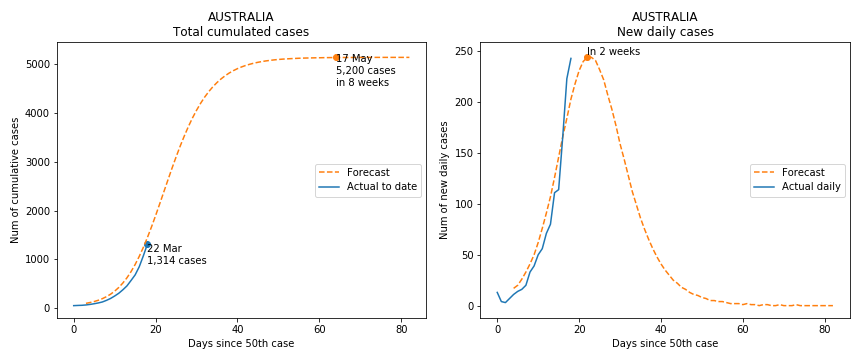 AUSTRALIA
Total cumulated cases
Num of cumulative cases
5000
4000
3000
2000
1000
0
17 May
5,200 cases
in 8 weeks
Forecast
Actual to date
22 Mar
1,314 cases
0
20
40
60
80
Days since 50th case
AUSTRALIA
New daily cases
Num of new daily cases
250
200
150
100
50
0
In 2 weeks
Forecast
Actual daily
0
20
40
60
80
Days since 50th case